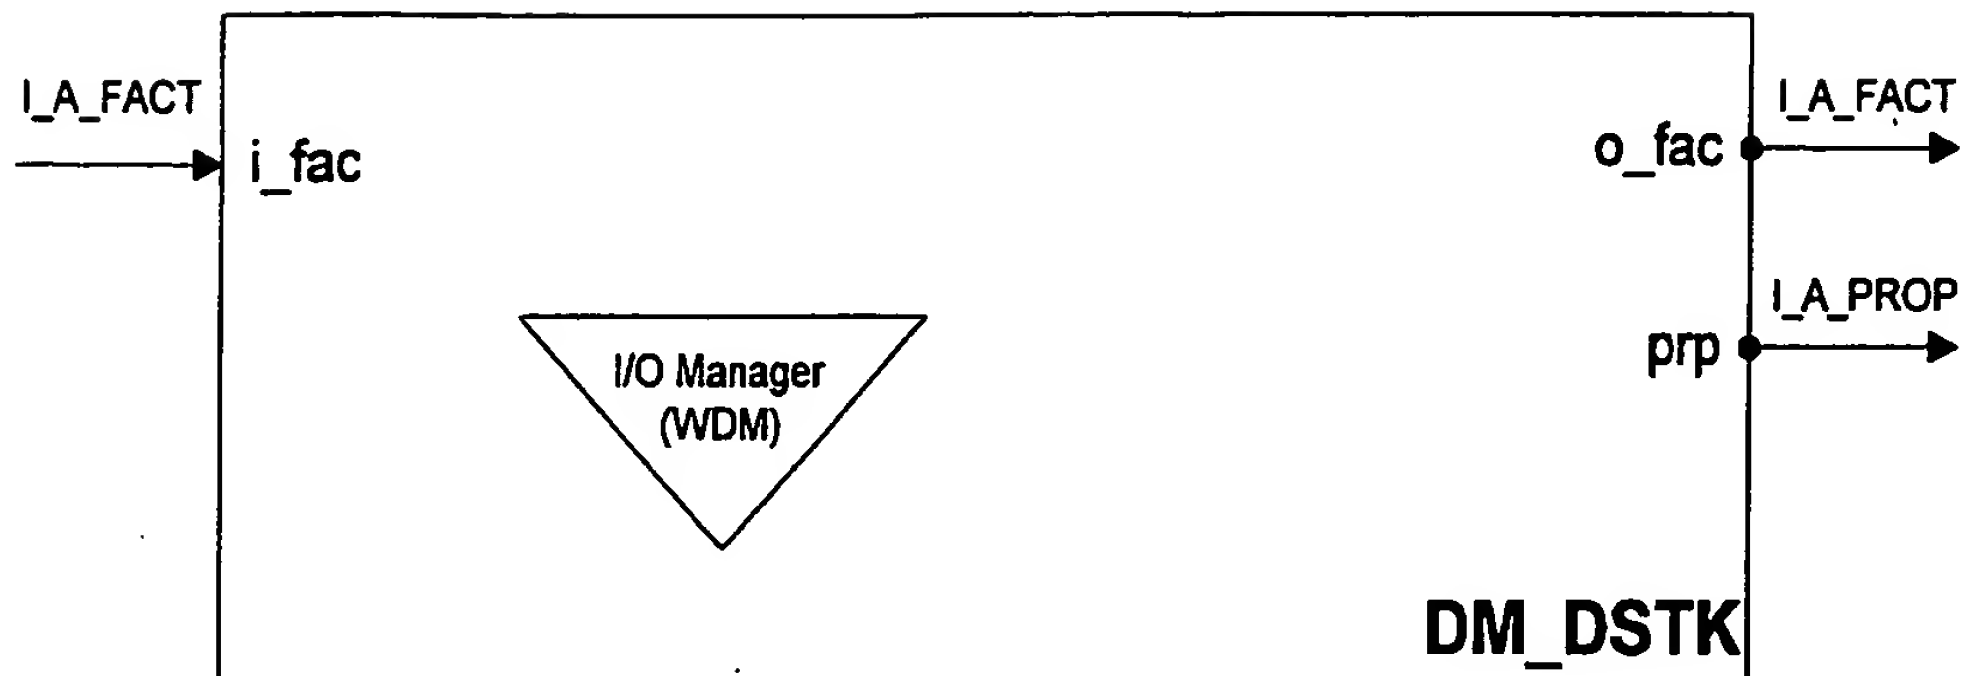 I_A_FACT
I_A_FACT
i_fac
o_fac
I_A_PROP
prp
I/O Manager
(WDM)
DM_DSTK